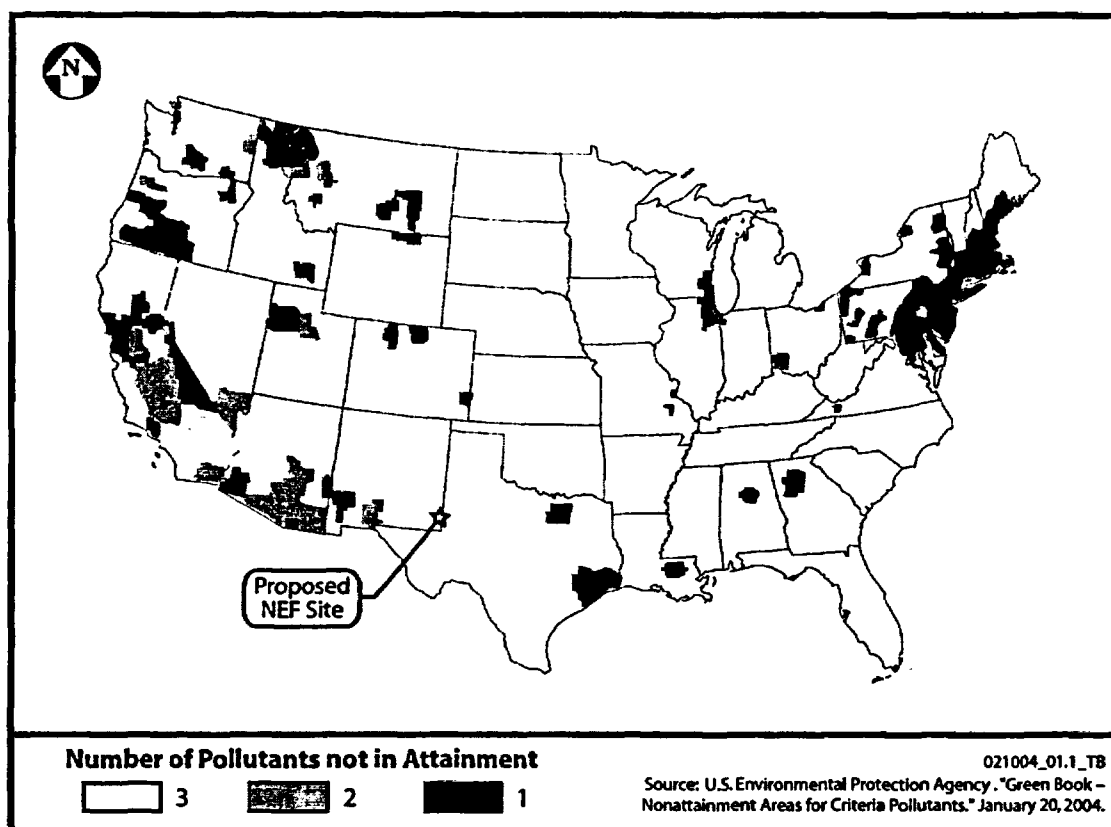 N
Proposed
NEF Site
Number of Pollutants not in Attainment
3
2
1
021004_01.1_TB
Source: U.S. Environmental Protection Agency. "Green Book –
Nonattainment Areas for Criteria Pollutants." January 20, 2004.